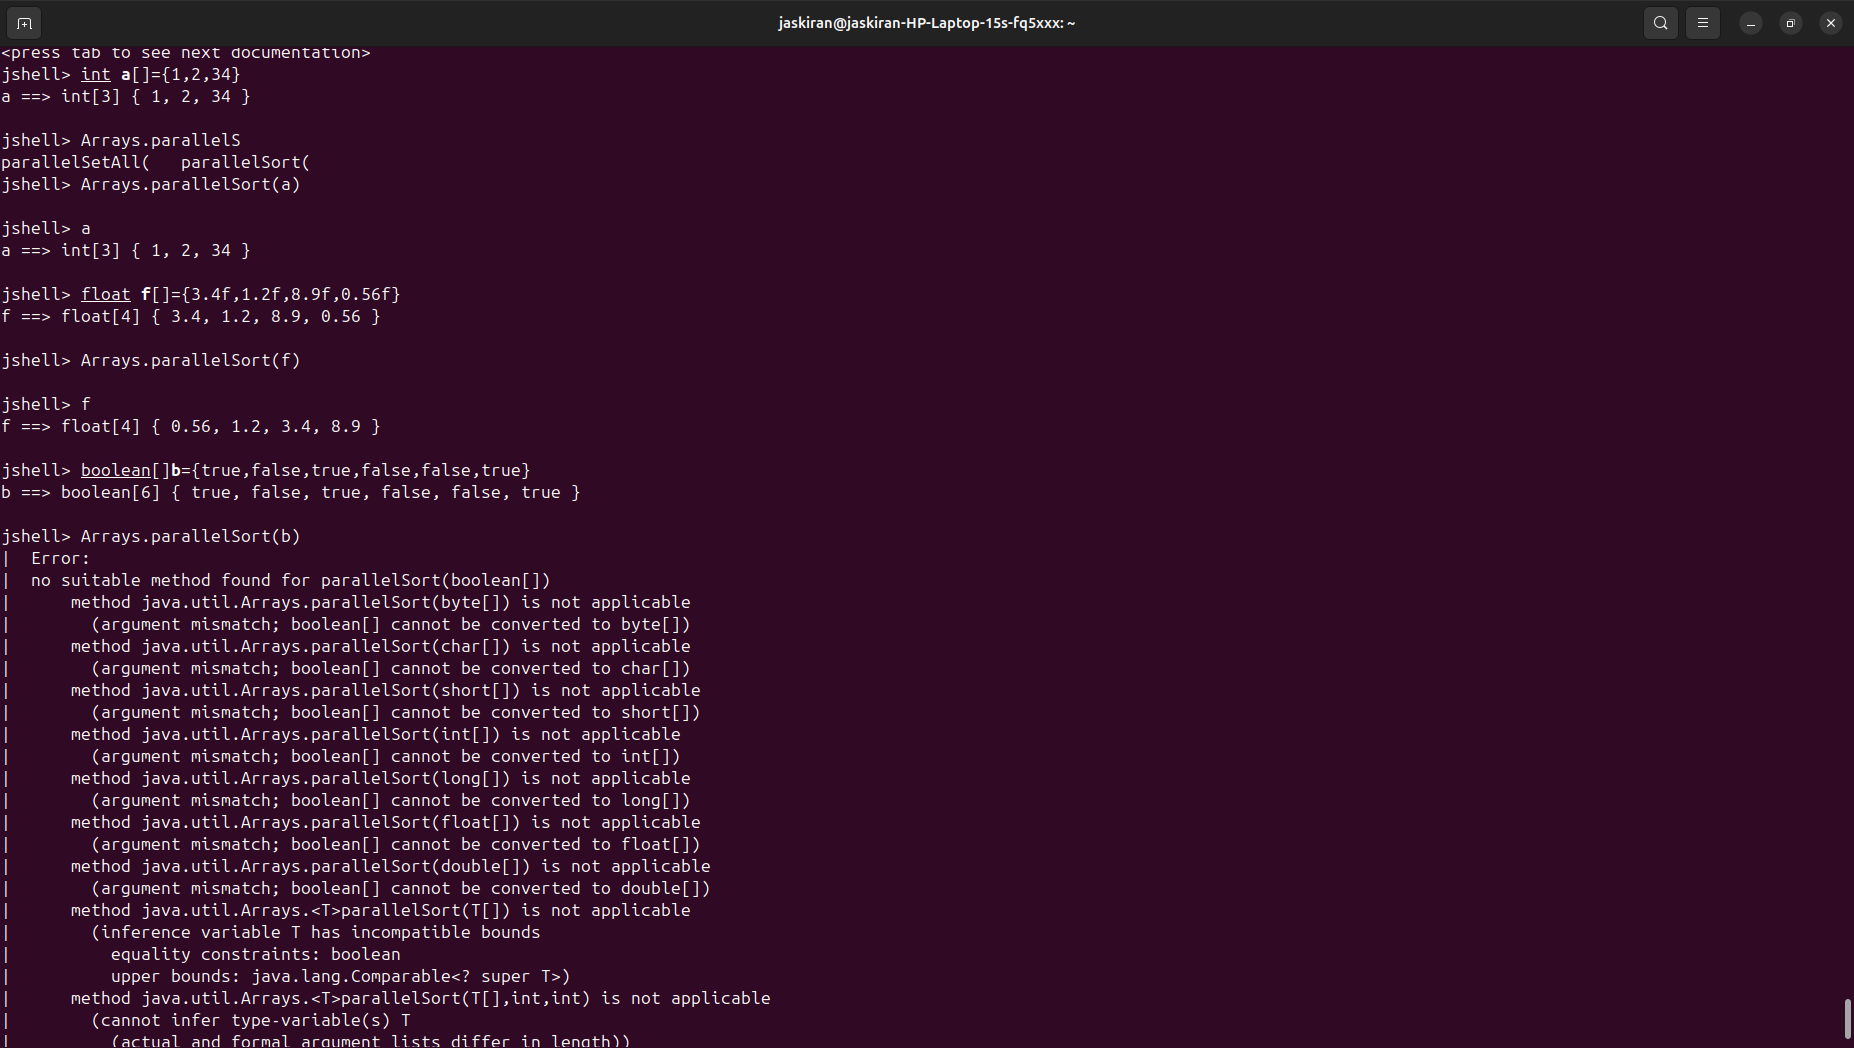 jaskiran@jaskiran-HP-Laptop-15s-fq5xxx: ~
<press tab to see next documentation>
jshell> int a[]={1,2,34}
a ==> int[3] { 1, 2, 34 }
jshell> Arrays.parallelS
parallelSetAll(   parallelSort(
jshell> Arrays.parallelSort(a)
jshell> a
a ==> int[3] { 1, 2, 34 }
jshell> float f[]={3.4f,1.2f,8.9f,0.56f}
f ==> float[4] { 3.4, 1.2, 8.9, 0.56 }
jshell> Arrays.parallelSort(f)
jshell> f
f ==> float[4] { 0.56, 1.2, 3.4, 8.9 }
jshell> boolean[]b={true,false,true,false,false,true}
b ==> boolean[6] { true, false, true, false, false, true }
jshell> Arrays.parallelSort(b)
|  Error:
|  no suitable method found for parallelSort(boolean[])
|      method java.util.Arrays.parallelSort(byte[]) is not applicable
|        (argument mismatch; boolean[] cannot be converted to byte[])
|      method java.util.Arrays.parallelSort(char[]) is not applicable
|        (argument mismatch; boolean[] cannot be converted to char[])
|      method java.util.Arrays.parallelSort(short[]) is not applicable
|        (argument mismatch; boolean[] cannot be converted to short[])
|      method java.util.Arrays.parallelSort(int[]) is not applicable
|        (argument mismatch; boolean[] cannot be converted to int[])
|      method java.util.Arrays.parallelSort(long[]) is not applicable
|        (argument mismatch; boolean[] cannot be converted to long[])
|      method java.util.Arrays.parallelSort(float[]) is not applicable
|        (argument mismatch; boolean[] cannot be converted to float[])
|      method java.util.Arrays.parallelSort(double[]) is not applicable
|        (argument mismatch; boolean[] cannot be converted to double[])
|      method java.util.Arrays.<T>parallelSort(T[]) is not applicable
|        (inference variable T has incompatible bounds
|          equality constraints: boolean
|          upper bounds: java.lang.Comparable<? super T>)
|      method java.util.Arrays.<T>parallelSort(T[],int,int) is not applicable
|        (cannot infer type-variable(s) T
|          (actual and formal argument lists differ in length))